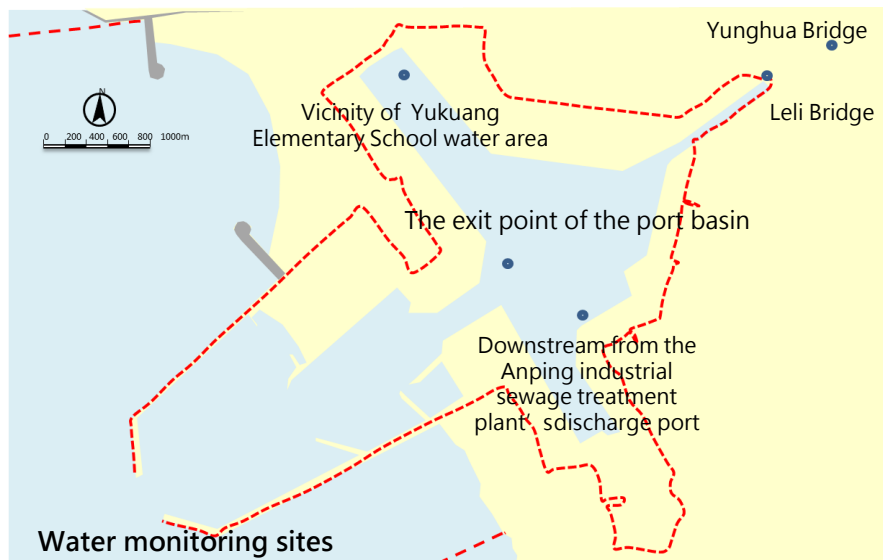 Yunghua Bridge
N
Leli Bridge
Vicinity of Yukuang
Elementary School water area
0 200 400 600 800 1000m
The exit point of the port basin
Downstream from the
Anping industrial
sewage treatment
plant’ sdischarge port
Water monitoring sites